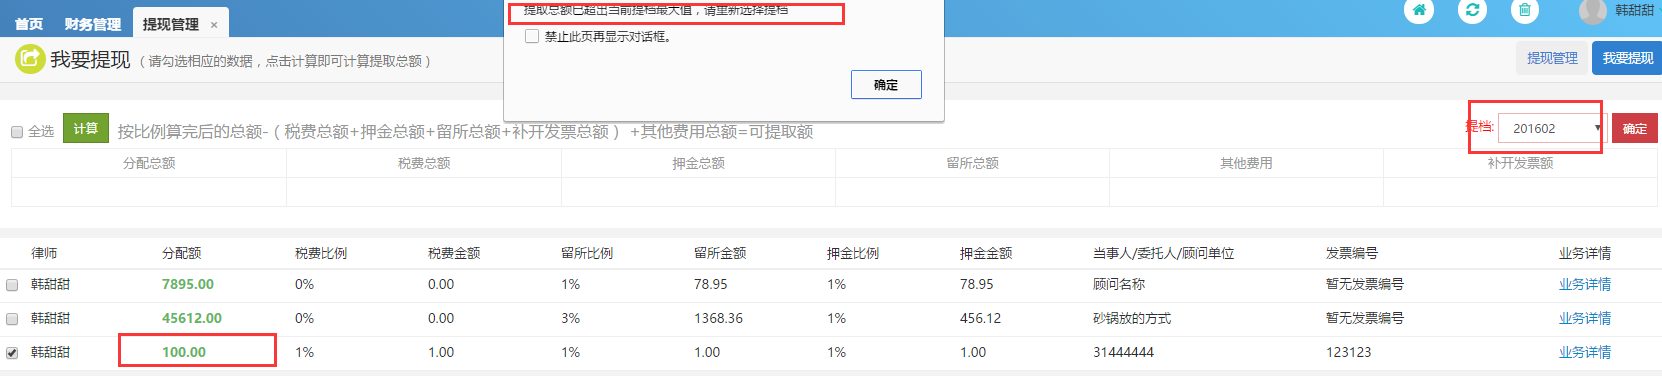 提取总额已超出当前提档最大值，请重新选择提档
禁止此页再显示对话框。
确定
首页 财务管理 提现管理 ×
韩甜甜
我要提现 （请勾选相应的数据，点击计算即可计算提取总额）
提现管理 我要提现
全选 计算 按比例算完后的总额-（税费总额+押金总额+留所总额+补开发票总额） +其他费用总额=可提取额
提档: 201602 确定
分配总额 税费总额 押金总额 留所总额 其他费用 补开发票额
律师 分配额 税费比例 税费金额 留所比例 留所金额 押金比例 押金金额 当事人/委托人/顾问单位 发票编号 业务详情
韩甜甜 7895.00 0% 0.00 1% 78.95 1% 78.95 顾问名称 暂无发票编号 业务详情
韩甜甜 45612.00 0% 0.00 3% 1368.36 1% 456.12 砂锅放的方式 暂无发票编号 业务详情
韩甜甜 100.00 1% 1.00 1% 1.00 1% 1.00 31444444 123123 业务详情